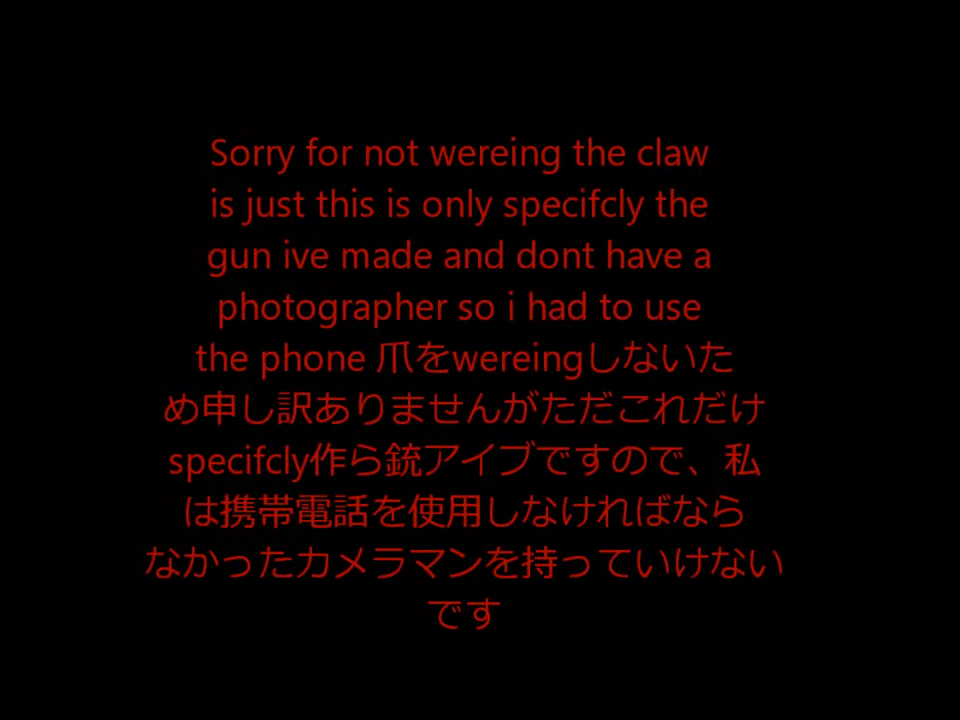 Sorry for not wereing the claw
is just this is only specifcly the
gun ive made and dont have a
photographer so i had to use
the phone 爪をwereingしないた
め申し訳ありませんがただこれだけ
specifcly作ら銃アイブですので、私
は携帯電話を使用しなければなら
なかったカメラマンを持っていけない
です